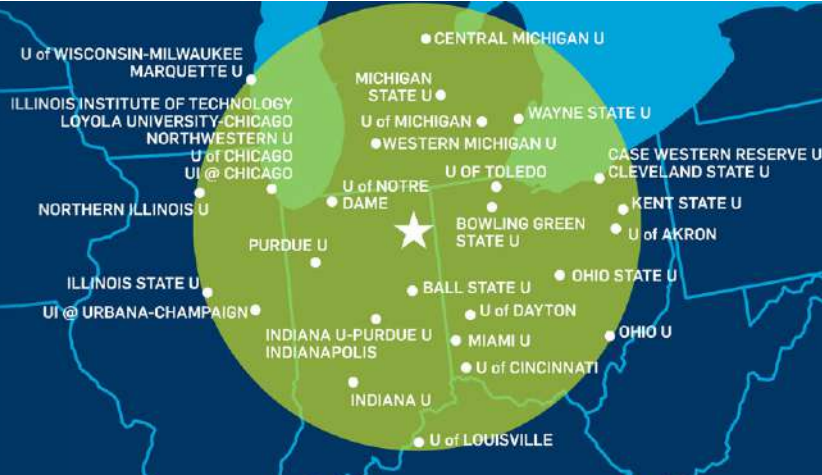 CENTRAL MICHIGAN U
U of WISCONSIN-MILWAUKEE
MARQUETTE U
MICHIGAN
STATE U
ILLINOIS INSTITUTE OF TECHNOLOGY
LOYOLA UNIVERSITY-CHICAGO
NORTHWESTERN U
U of CHICAGO
UI @ CHICAGO
U of MICHIGAN
WAYNE STATE U
WESTERN MICHIGAN U
CASE WESTERN RESERVE U
CLEVELAND STATE U
U OF TOLEDO
U of NOTRE
DAME
NORTHERN ILLINOIS U
KENT STATE U
BOWLING GREEN
STATE U
U of AKRON
PURDUE U
OHIO STATE U
ILLINOIS STATE U
BALL STATE U
UI @ URBANA-CHAMPAIGN
U of DAYTON
INDIANA U-PURDUE U
INDIANAPOLIS
MIAMI U
OHIO U
U of CINCINNATI
INDIANA U
U of LOUISVILLE